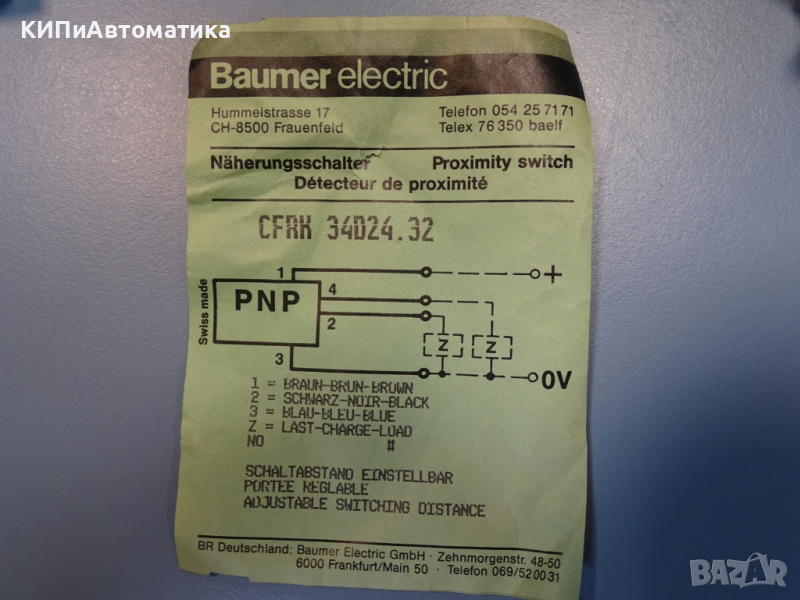 КИПиАвтоматика
Baumer electric
Hummelstrasse 17
CH-8500 Frauenfeld
Telefon 054 25 71 71
Telex 76 350 baelf
Näherungsschalter Proximity switch
Détecteur de proximité
CFRK 34D24.32
Swiss made
PNP
1
4
2
3
+
Z Z
0V
1 = BRAUN-BRUN-BROWN
2 = SCHWARZ-NOIR-BLACK
3 = BLAU-BLEU-BLUE
Z = LAST-CHARGE-LOAD
NO #
SCHALTABSTAND EINSTELLBAR
PORTEE REGLABLE
ADJUSTABLE SWITCHING DISTANCE
BR Deutschland: Baumer Electric GmbH · Zehnmorgenstr. 48-50
6000 Frankfurt/Main 50 · Telefon 069/52 00 31
BAZAR